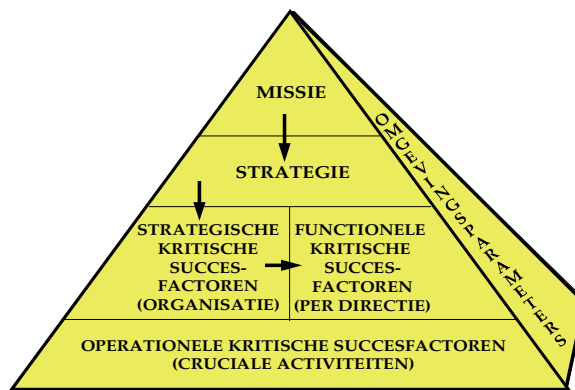 MISSIE
STRATEGIE
STRATEGISCHE
KRITISCHE
SUCCES-
FACTOREN
(ORGANISATIE)
FUNCTIONELE
KRITISCHE
SUCCES-
FACTOREN
(PER DIRECTIE)
OPERATIONELE KRITISCHE SUCCESFACTOREN
(CRUCIALE ACTIVITEITEN)
OMGEVINGSPARAMETERS